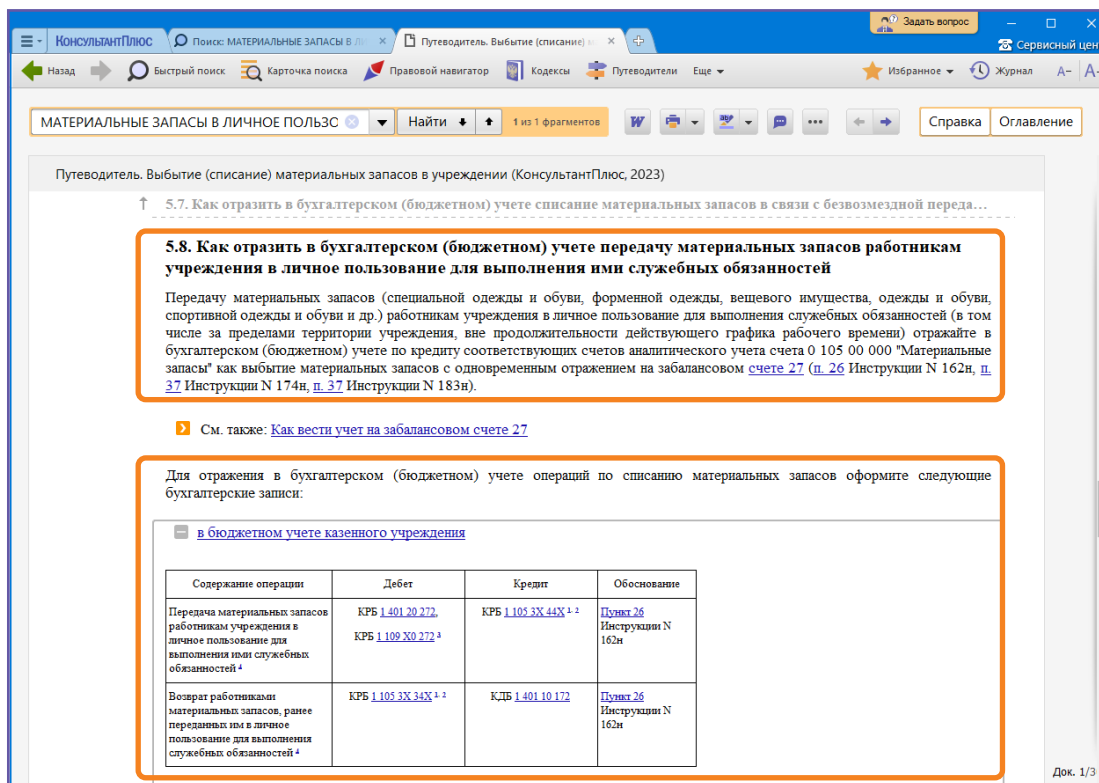 Задать вопрос
КонсультантПлюс
Поиск: МАТЕРИАЛЬНЫЕ ЗАПАСЫ В Л
Путеводитель. Выбытие (списание) м
Сервисный цен
Назад
Быстрый поиск
Карточка поиска
Правовой навигатор
Кодексы
Путеводители
Еще
Избранное
Журнал
А– А-
МАТЕРИАЛЬНЫЕ ЗАПАСЫ В ЛИЧНОЕ ПОЛЬЗО
Найти
1 из 1 фрагментов
W
Справка
Оглавление
Путеводитель. Выбытие (списание) материальных запасов в учреждении (КонсультантПлюс, 2023)
↑ 5.7. Как отразить в бухгалтерском (бюджетном) учете списание материальных запасов в связи с безвозмездной переда...
5.8. Как отразить в бухгалтерском (бюджетном) учете передачу материальных запасов работникам
учреждения в личное пользование для выполнения ими служебных обязанностей
Передачу материальных запасов (специальной одежды и обуви, форменной одежды, вещевого имущества, одежды и обуви,
спортивной одежды и обуви и др.) работникам учреждения в личное пользование для выполнения служебных обязанностей (в том
числе за пределами территории учреждения, вне продолжительности действующего графика рабочего времени) отражайте в
бухгалтерском (бюджетном) учете по кредиту соответствующих счетов аналитического учета счета 0 105 00 000 "Материальные
запасы" как выбытие материальных запасов с одновременным отражением на забалансовом счете 27 (п. 26 Инструкции N 162н, п.
37 Инструкции N 174н, п. 37 Инструкции N 183н).
См. также: Как вести учет на забалансовом счете 27
Для отражения в бухгалтерском (бюджетном) учете операций по списанию материальных запасов оформите следующие
бухгалтерские записи:
в бюджетном учете казенного учреждения
Содержание операции
Дебет
Кредит
Обоснование
Передача материальных запасов
работникам учреждения в
личное пользование для
выполнения ими служебных
обязанностей 4
КРБ 1 401 20 272,
КРБ 1 109 X0 272 3
КРБ 1 105 3X 44X 1, 2
Пункт 26
Инструкции N
162н
Возврат работниками
материальных запасов, ранее
переданных им в личное
пользование для выполнения
служебных обязанностей 4
КРБ 1 105 3X 34X 1, 2
КДБ 1 401 10 172
Пункт 26
Инструкции N
162н
Док. 1/3